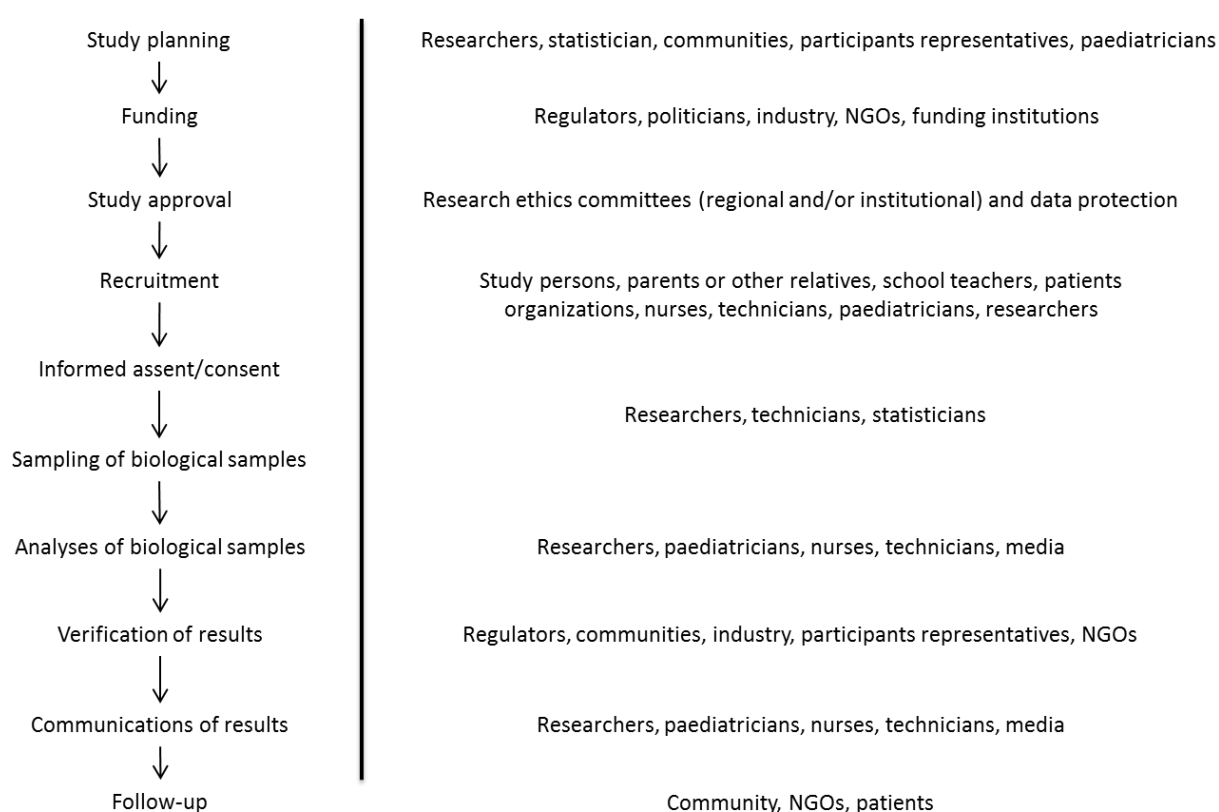 Study planning
Researchers, statistician, communities, participants representatives, paediatricians
Funding
Regulators, politicians, industry, NGOs, funding institutions
Study approval
Research ethics committees (regional and/or institutional) and data protection
Recruitment
Study persons, parents or other relatives, school teachers, patients
organizations, nurses, technicians, paediatricians, researchers
Informed assent/consent
Researchers, technicians, statisticians
Sampling of biological samples
Analyses of biological samples
Researchers, paediatricians, nurses, technicians, media
Verification of results
Regulators, communities, industry, participants representatives, NGOs
Communications of results
Researchers, paediatricians, nurses, technicians, media
Follow-up
Community, NGOs, patients